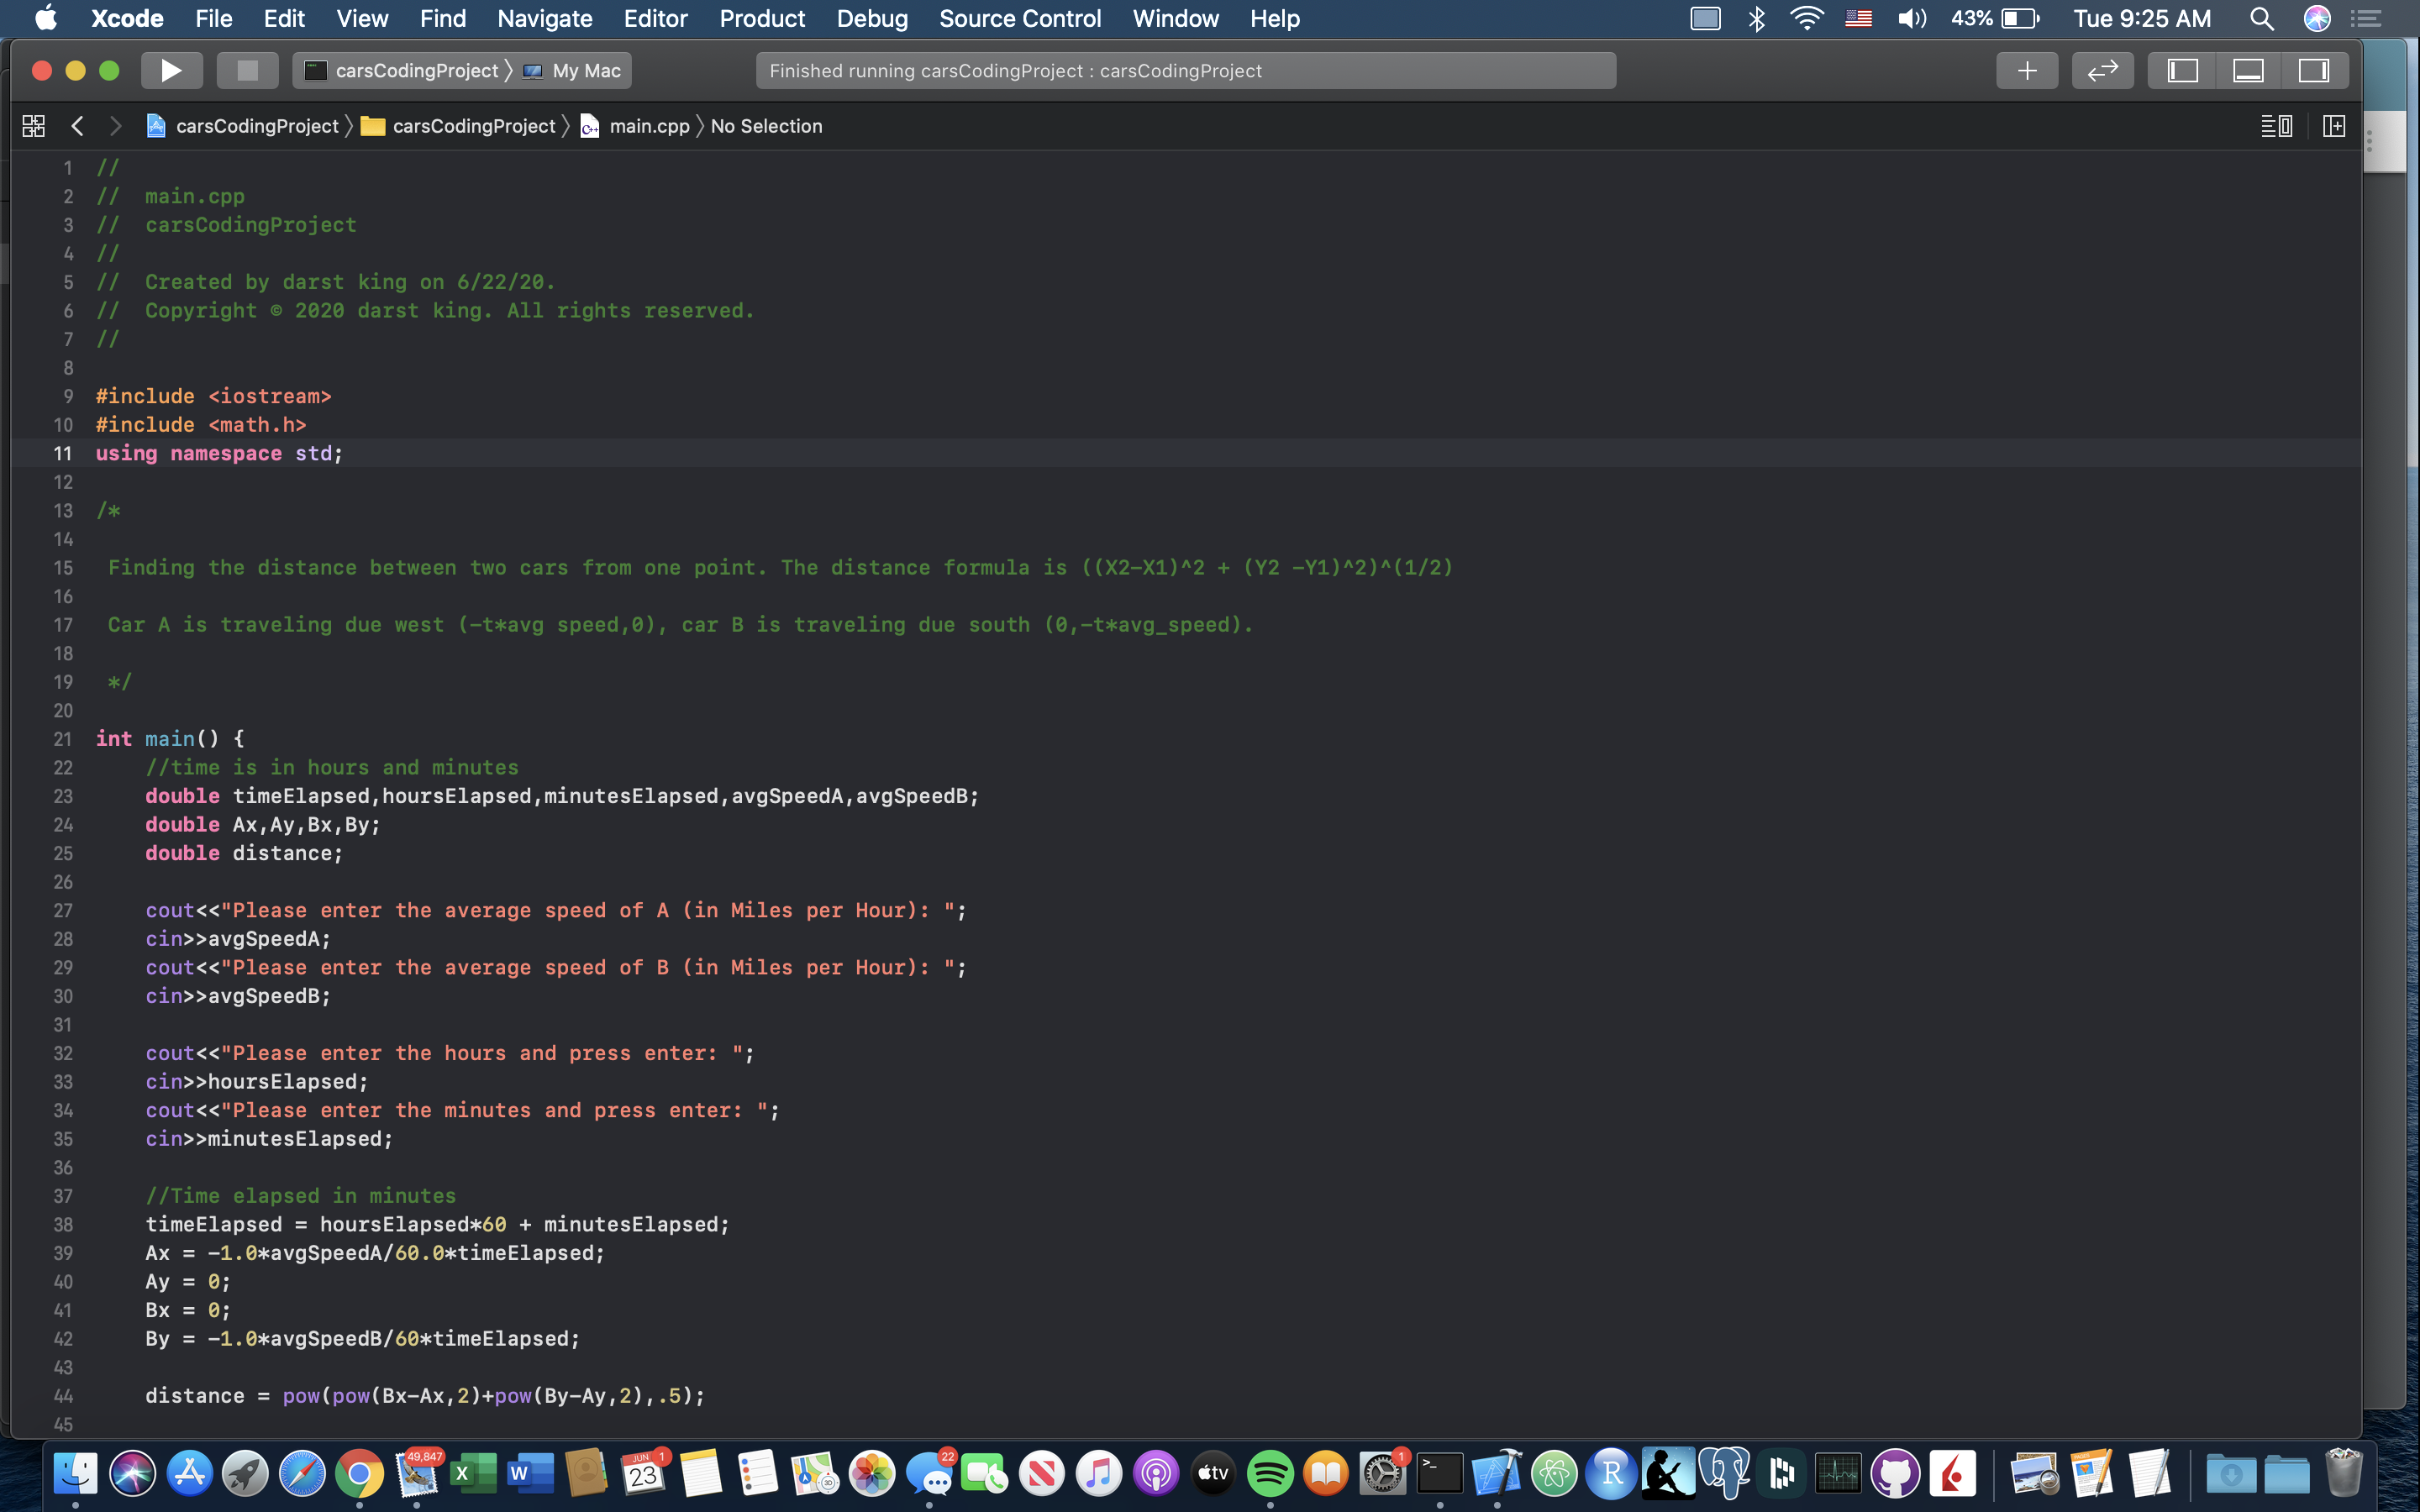 Xcode File Edit View Find Navigate Editor Product Debug Source Control Window Help 43% Tue 9:25 AM
carsCodingProject 〉 My Mac Finished running carsCodingProject : carsCodingProject
carsCodingProject 〉 carsCodingProject 〉 main.cpp 〉 No Selection
1 //
2 //  main.cpp
3 //  carsCodingProject
4 //
5 //  Created by darst king on 6/22/20.
6 //  Copyright © 2020 darst king. All rights reserved.
7 //
8
9 #include <iostream>
10 #include <math.h>
11 using namespace std;
12
13 /*
14
15 Finding the distance between two cars from one point. The distance formula is ((X2-X1)^2 + (Y2 -Y1)^2)^(1/2)
16
17 Car A is traveling due west (-t*avg speed,0), car B is traveling due south (0,-t*avg_speed).
18
19 */
20
21 int main() {
22 //time is in hours and minutes
23 double timeElapsed,hoursElapsed,minutesElapsed,avgSpeedA,avgSpeedB;
24 double Ax,Ay,Bx,By;
25 double distance;
26
27 cout<<"Please enter the average speed of A (in Miles per Hour): ";
28 cin>>avgSpeedA;
29 cout<<"Please enter the average speed of B (in Miles per Hour): ";
30 cin>>avgSpeedB;
31
32 cout<<"Please enter the hours and press enter: ";
33 cin>>hoursElapsed;
34 cout<<"Please enter the minutes and press enter: ";
35 cin>>minutesElapsed;
36
37 //Time elapsed in minutes
38 timeElapsed = hoursElapsed*60 + minutesElapsed;
39 Ax = -1.0*avgSpeedA/60.0*timeElapsed;
40 Ay = 0;
41 Bx = 0;
42 By = -1.0*avgSpeedB/60*timeElapsed;
43
44 distance = pow(pow(Bx-Ax,2)+pow(By-Ay,2),.5);
45
49,847 X W JUN 23 1 3D 22 tv 1 >_ R